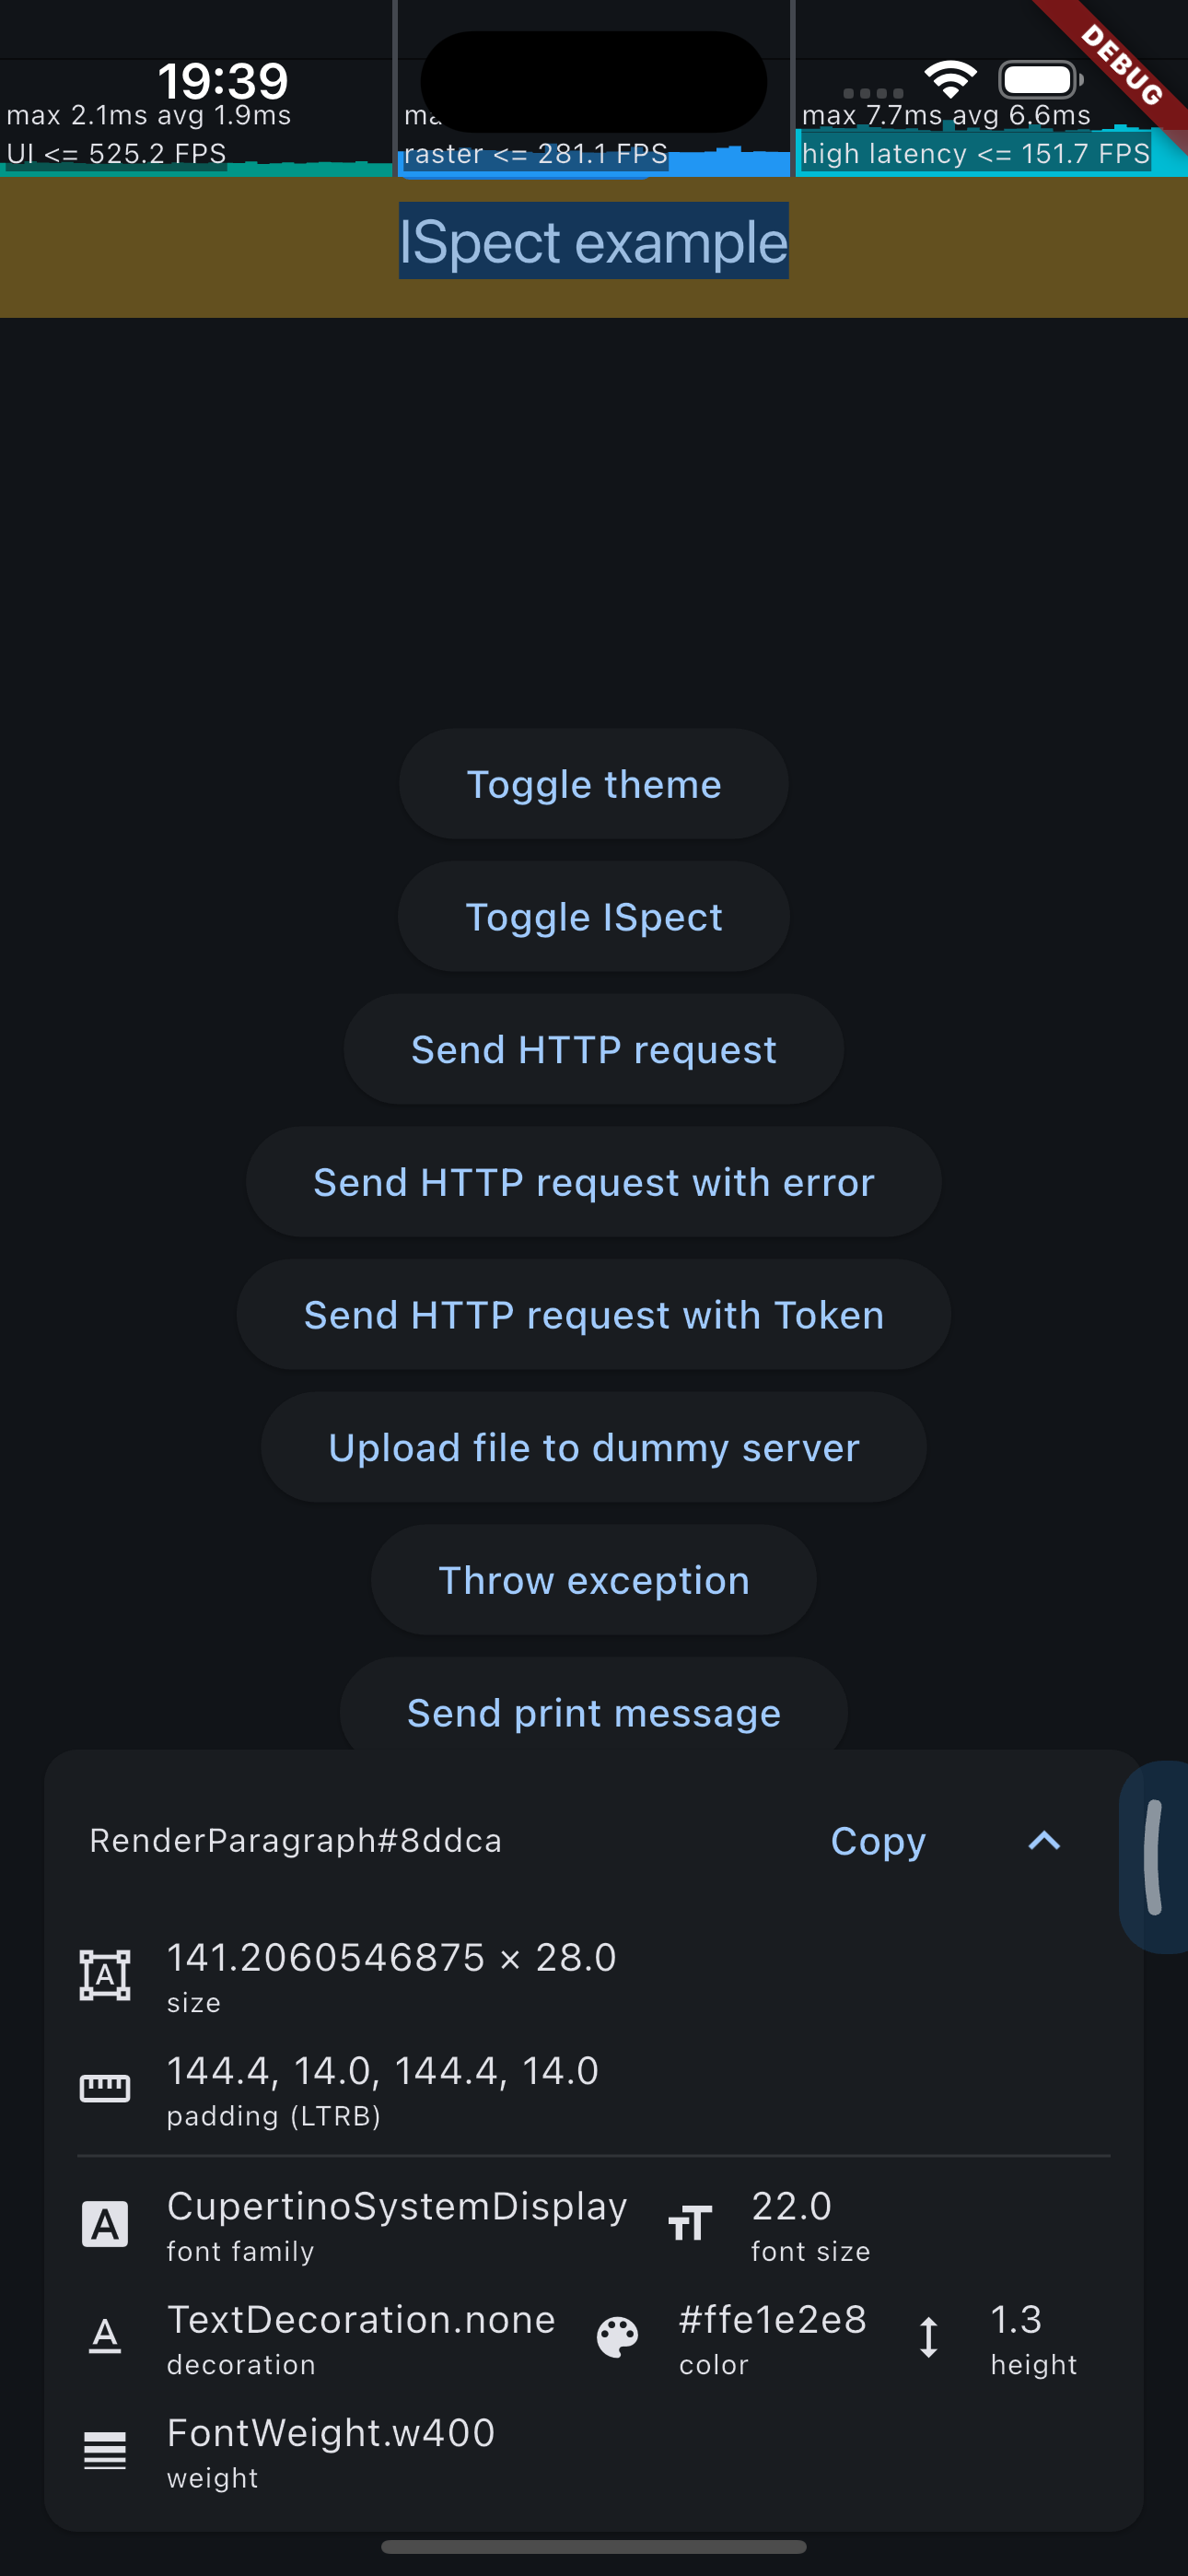 19:39
DEBUG
max 2.1ms avg 1.9ms
UI <= 525.2 FPS
raster <= 281.1 FPS
max 7.7ms avg 6.6ms
high latency <= 151.7 FPS
ISpect example
Toggle theme
Toggle ISpect
Send HTTP request
Send HTTP request with error
Send HTTP request with Token
Upload file to dummy server
Throw exception
Send print message
RenderParagraph#8ddca
Copy
141.2060546875 × 28.0
size
144.4, 14.0, 144.4, 14.0
padding (LTRB)
CupertinoSystemDisplay
font family
22.0
font size
TextDecoration.none
decoration
#ffe1e2e8
color
1.3
height
FontWeight.w400
weight